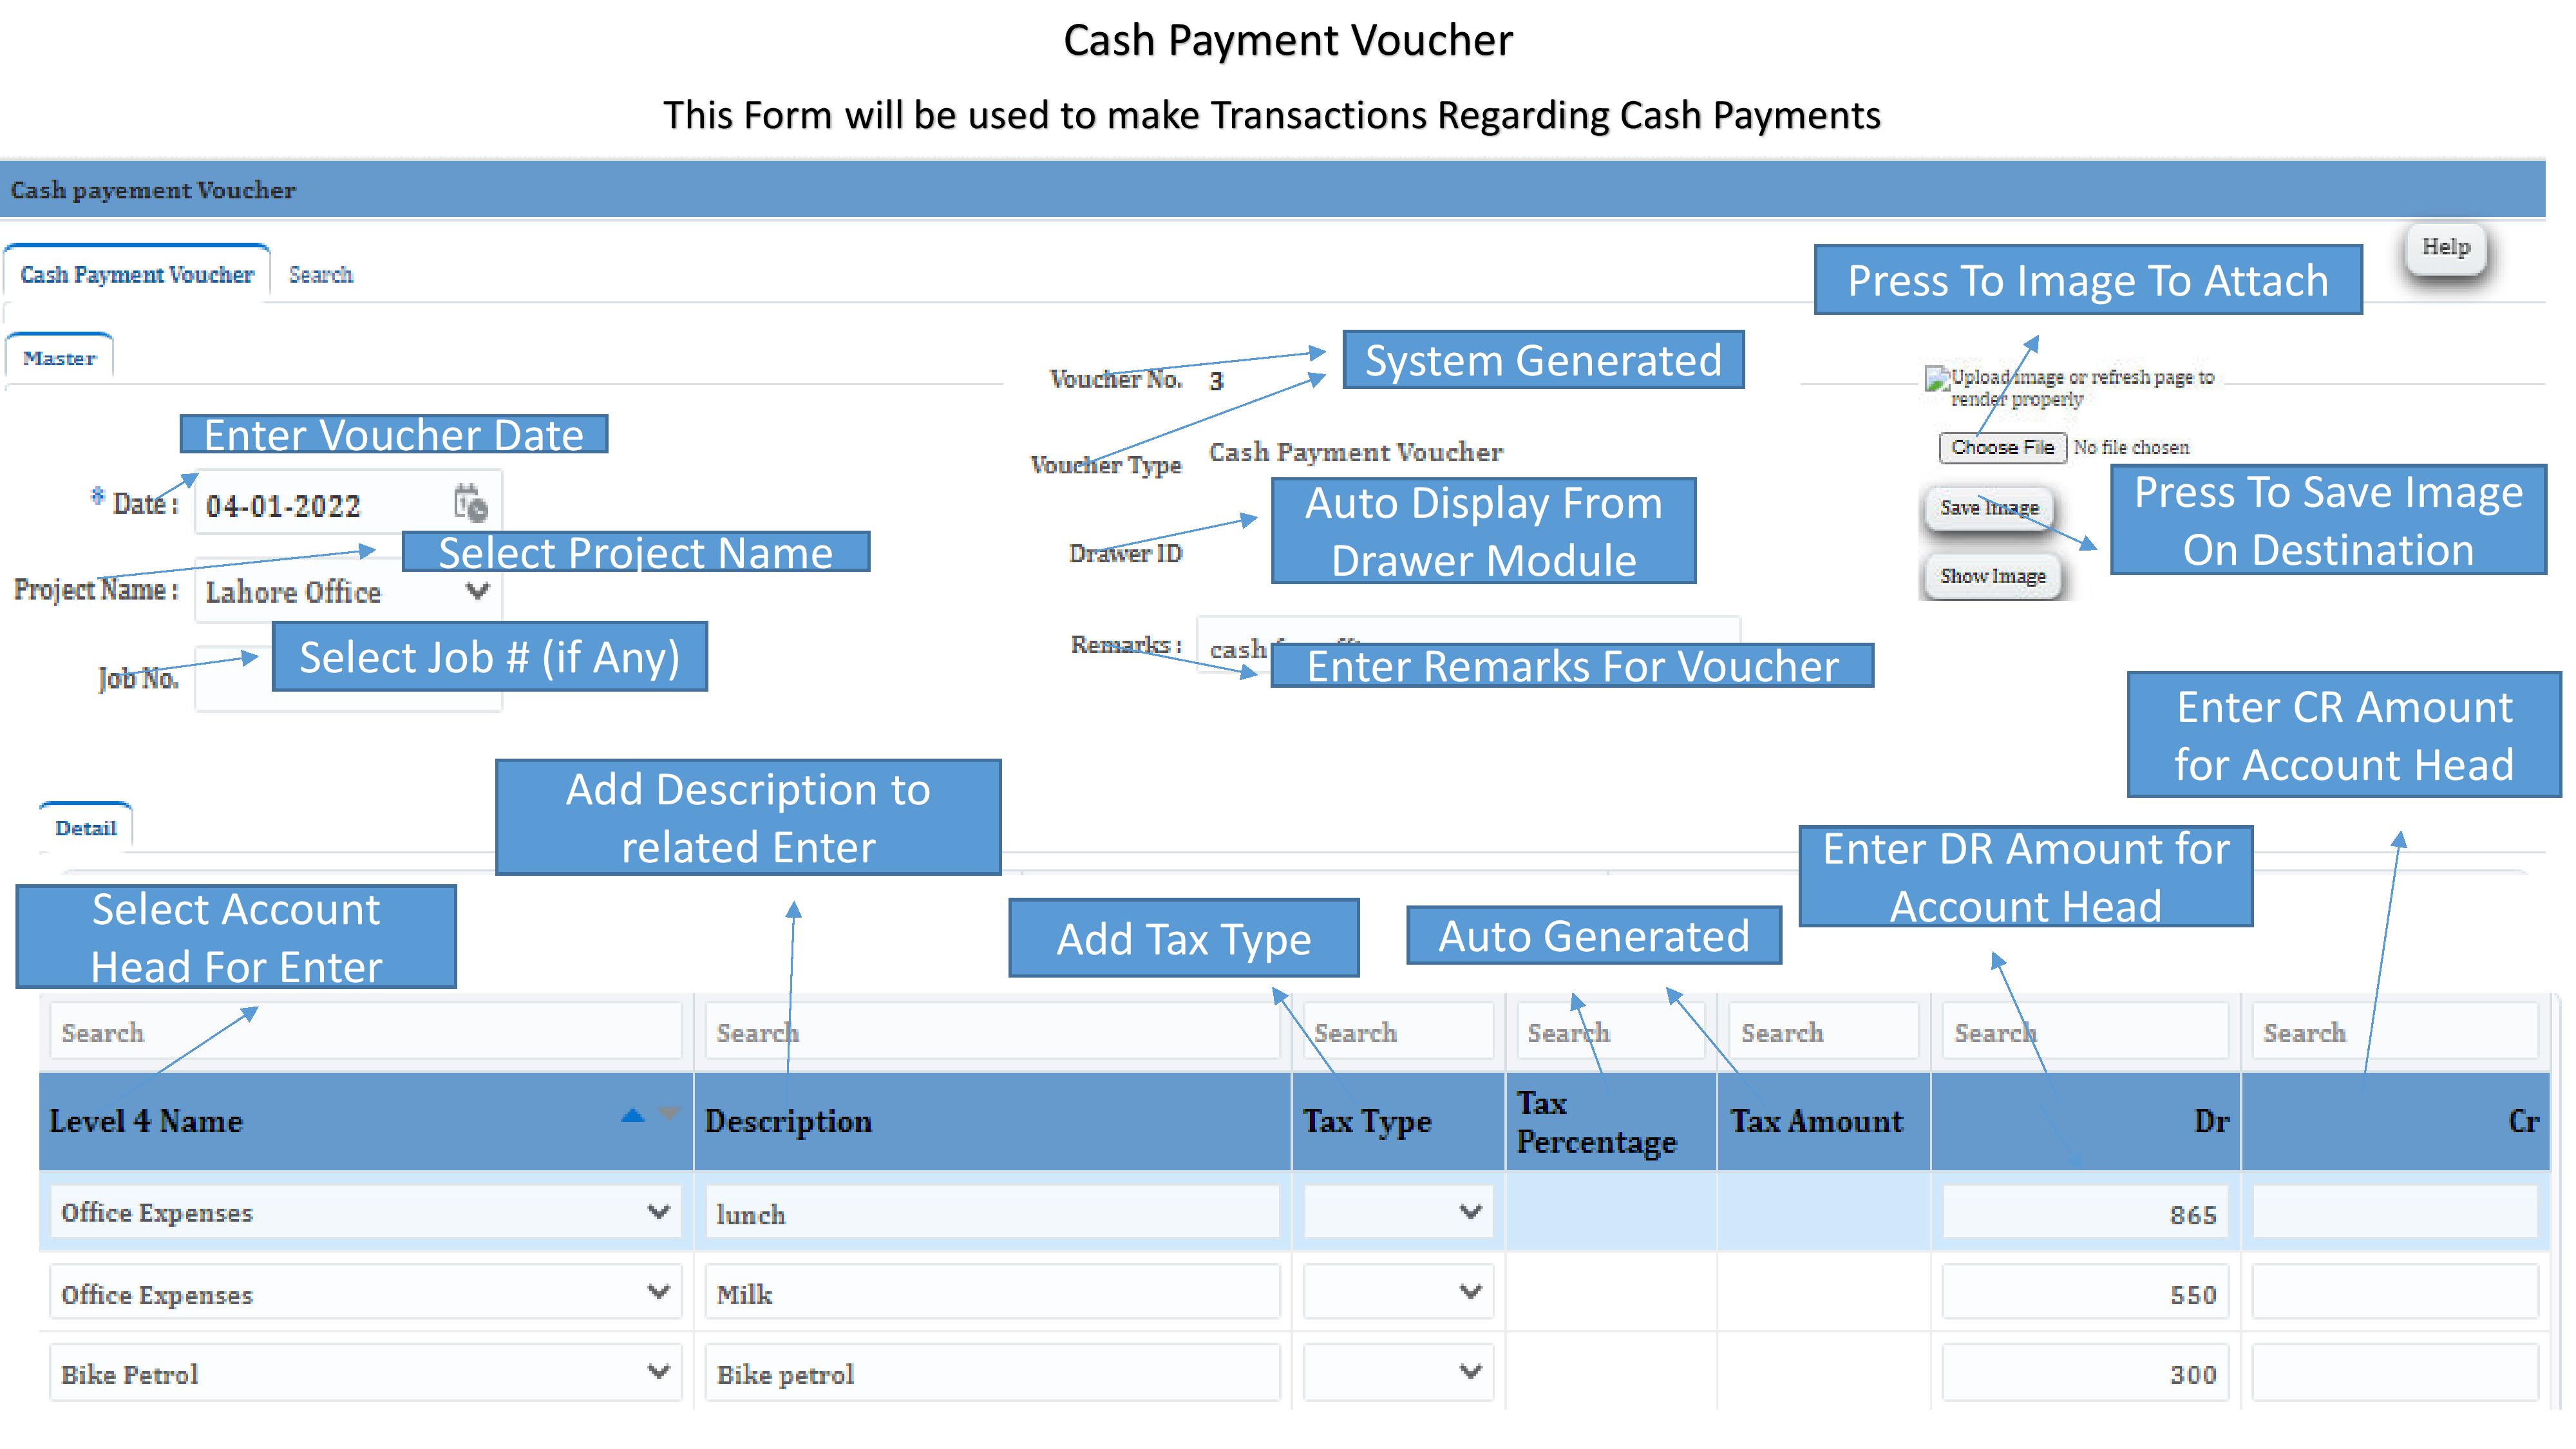 Cash Payment Voucher
This Form will be used to make Transactions Regarding Cash Payments
Cash payement Voucher
Help
Cash Payment Voucher Search
Press To Image To Attach
Master
System Generated
Voucher No. 3
Upload image or refresh page to
render properly
Enter Voucher Date
Voucher Type Cash Payment Voucher
Choose File No file chosen
* Date : 04-01-2022
Auto Display From
Drawer Module
Press To Save Image
On Destination
Save Image
Select Project Name
Drawer ID
Show Image
Project Name : Lahore Office
Select Job # (if Any)
Job No.
Remarks : cash
Enter Remarks For Voucher
Enter CR Amount
for Account Head
Add Description to
related Enter
Detail
Enter DR Amount for
Account Head
Select Account
Head For Enter
Add Tax Type
Auto Generated
Search Search Search Search Search Search Search
Level 4 Name Description Tax Type Tax Percentage Tax Amount Dr Cr
Office Expenses lunch 865
Office Expenses Milk 550
Bike Petrol Bike petrol 300